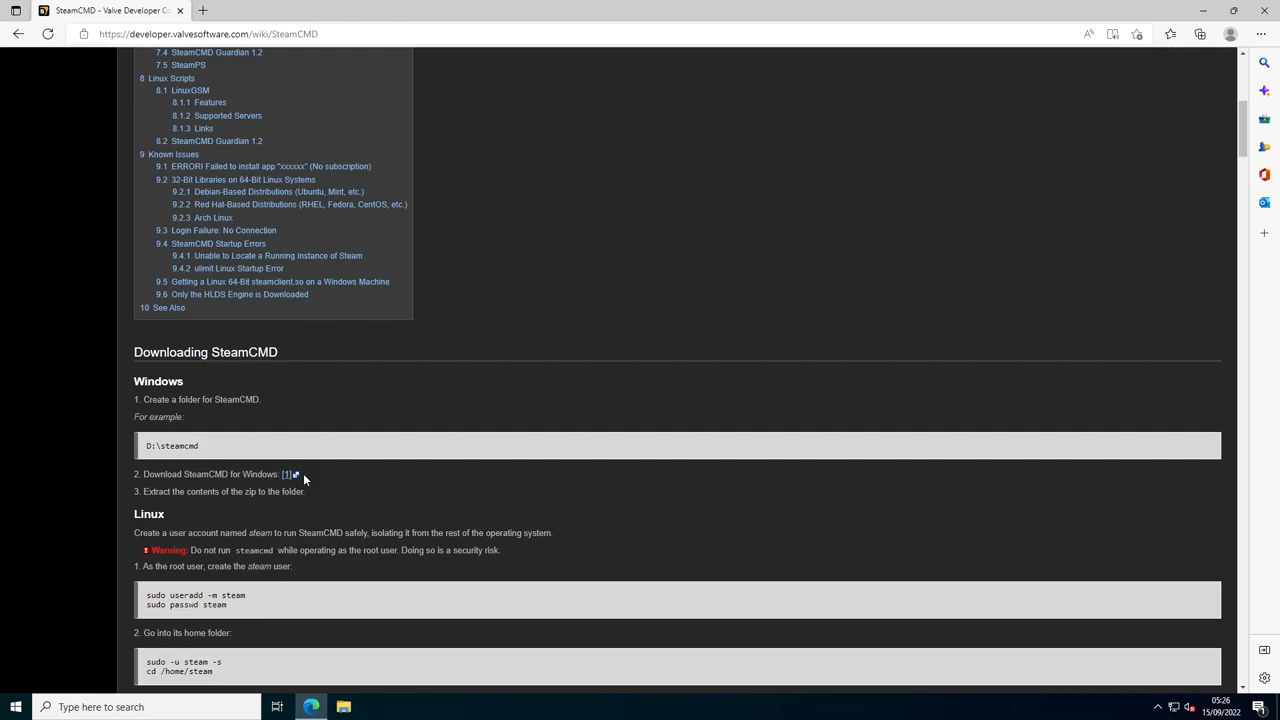 SteamCMD - Valve Developer Co
https://developer.valvesoftware.com/wiki/SteamCMD
7.4 SteamCMD Guardian 1.2
7.5 SteamPS
8 Linux Scripts
8.1 LinuxGSM
8.1.1 Features
8.1.2 Supported Servers
8.1.3 Links
8.2 SteamCMD Guardian 1.2
9 Known Issues
9.1 ERROR! Failed to install app "xxxxxx" (No subscription)
9.2 32-Bit Libraries on 64-Bit Linux Systems
9.2.1 Debian-Based Distributions (Ubuntu, Mint, etc.)
9.2.2 Red Hat-Based Distributions (RHEL, Fedora, CentOS, etc.)
9.2.3 Arch Linux
9.3 Login Failure: No Connection
9.4 SteamCMD Startup Errors
9.4.1 Unable to Locate a Running Instance of Steam
9.4.2 ulimit Linux Startup Error
9.5 Getting a Linux 64-Bit steamclient.so on a Windows Machine
9.6 Only the HLDS Engine is Downloaded
10 See Also
Downloading SteamCMD
Windows
1. Create a folder for SteamCMD.
For example:
D:\steamcmd
2. Download SteamCMD for Windows: [1]
3. Extract the contents of the zip to the folder.
Linux
Create a user account named steam to run SteamCMD safely, isolating it from the rest of the operating system.
Warning: Do not run steamcmd while operating as the root user. Doing so is a security risk.
1. As the root user, create the steam user:
sudo useradd -m steam
sudo passwd steam
2. Go into its home folder:
sudo -u steam -s
cd /home/steam
Type here to search
05:26
15/09/2022